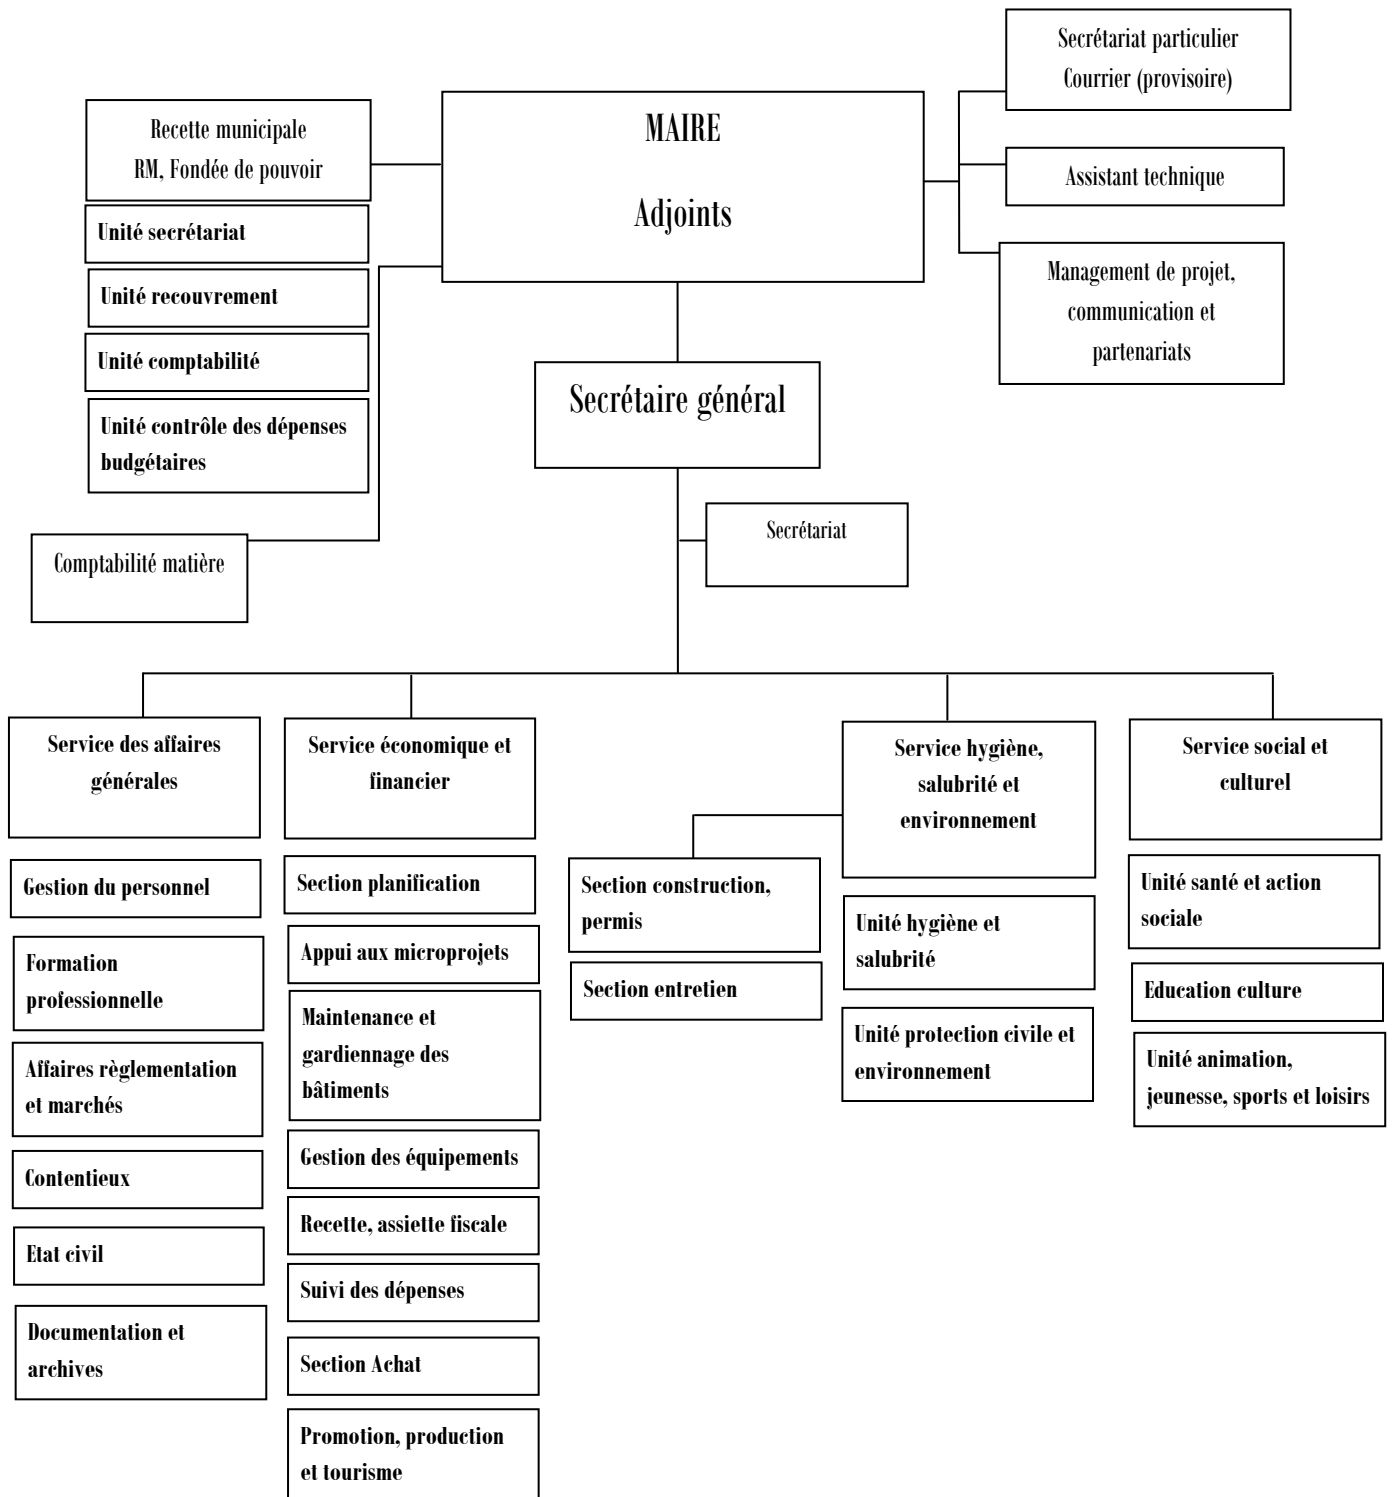 Secrétariat particulier
Courrier (provisoire)
MAIRE
Adjoints
Recette municipale
RM, Fondée de pouvoir
Assistant technique
Unité secrétariat
Management de projet,
communication et
partenariats
Unité recouvrement
Unité comptabilité
Secrétaire général
Unité contrôle des dépenses
budgétaires
Secrétariat
Comptabilité matière
Service des affaires
générales
Gestion du personnel
Formation
professionnelle
Affaires règlementation
et marchés
Contentieux
Etat civil
Documentation et
archives
Service économique et
financier
Section planification
Appui aux microprojets
Maintenance et
gardiennage des
bâtiments
Gestion des équipements
Recette, assiette fiscale
Suivi des dépenses
Section Achat
Promotion, production
et tourisme
Section construction,
permis
Section entretien
Service hygiène,
salubrité et
environnement
Unité hygiène et
salubrité
Unité protection civile et
environnement
Service social et
culturel
Unité santé et action
sociale
Education culture
Unité animation,
jeunesse, sports et loisirs